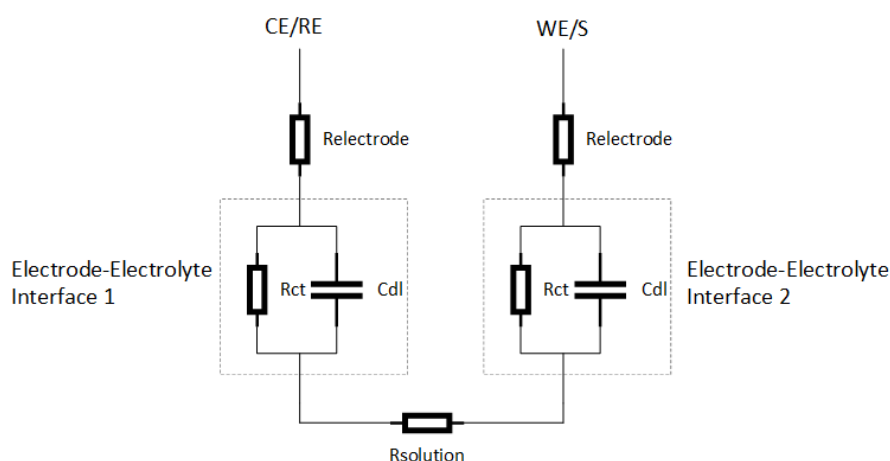 CE/RE
WE/S
Relectrode
Relectrode
Electrode-Electrolyte
Interface 1
Rct
Cdl
Rct
Cdl
Electrode-Electrolyte
Interface 2
Rsolution